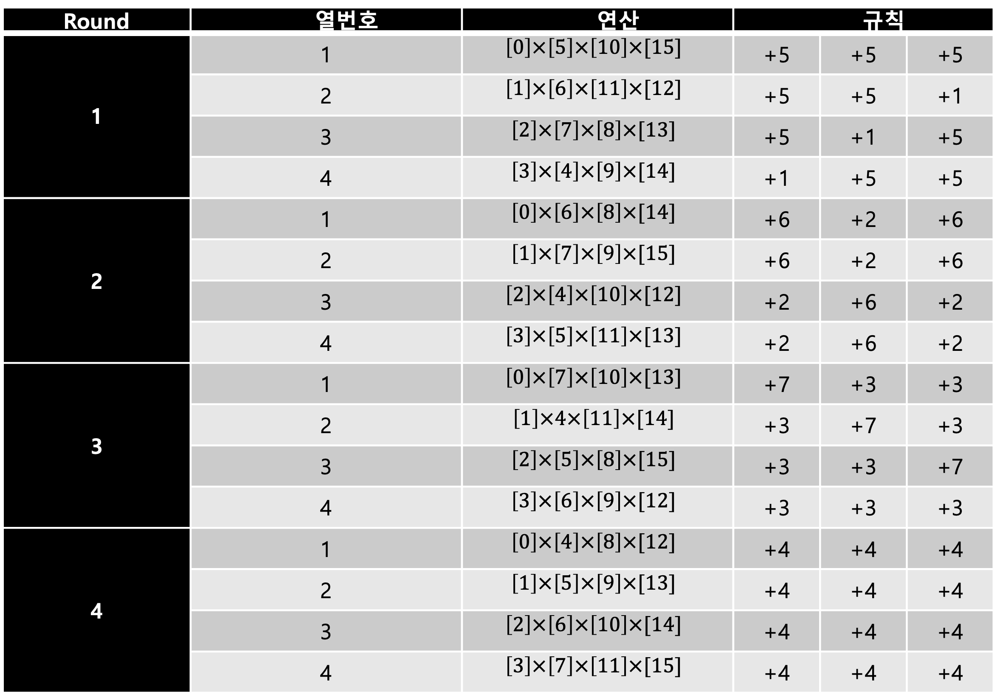 Round 열번호 연산 규칙
1 1 [0]×[5]×[10]×[15] +5 +5 +5
2 [1]×[6]×[11]×[12] +5 +5 +1
3 [2]×[7]×[8]×[13] +5 +1 +5
4 [3]×[4]×[9]×[14] +1 +5 +5
2 1 [0]×[6]×[8]×[14] +6 +2 +6
2 [1]×[7]×[9]×[15] +6 +2 +6
3 [2]×[4]×[10]×[12] +2 +6 +2
4 [3]×[5]×[11]×[13] +2 +6 +2
3 1 [0]×[7]×[10]×[13] +7 +3 +3
2 [1]×4×[11]×[14] +3 +7 +3
3 [2]×[5]×[8]×[15] +3 +3 +7
4 [3]×[6]×[9]×[12] +3 +3 +3
4 1 [0]×[4]×[8]×[12] +4 +4 +4
2 [1]×[5]×[9]×[13] +4 +4 +4
3 [2]×[6]×[10]×[14] +4 +4 +4
4 [3]×[7]×[11]×[15] +4 +4 +4